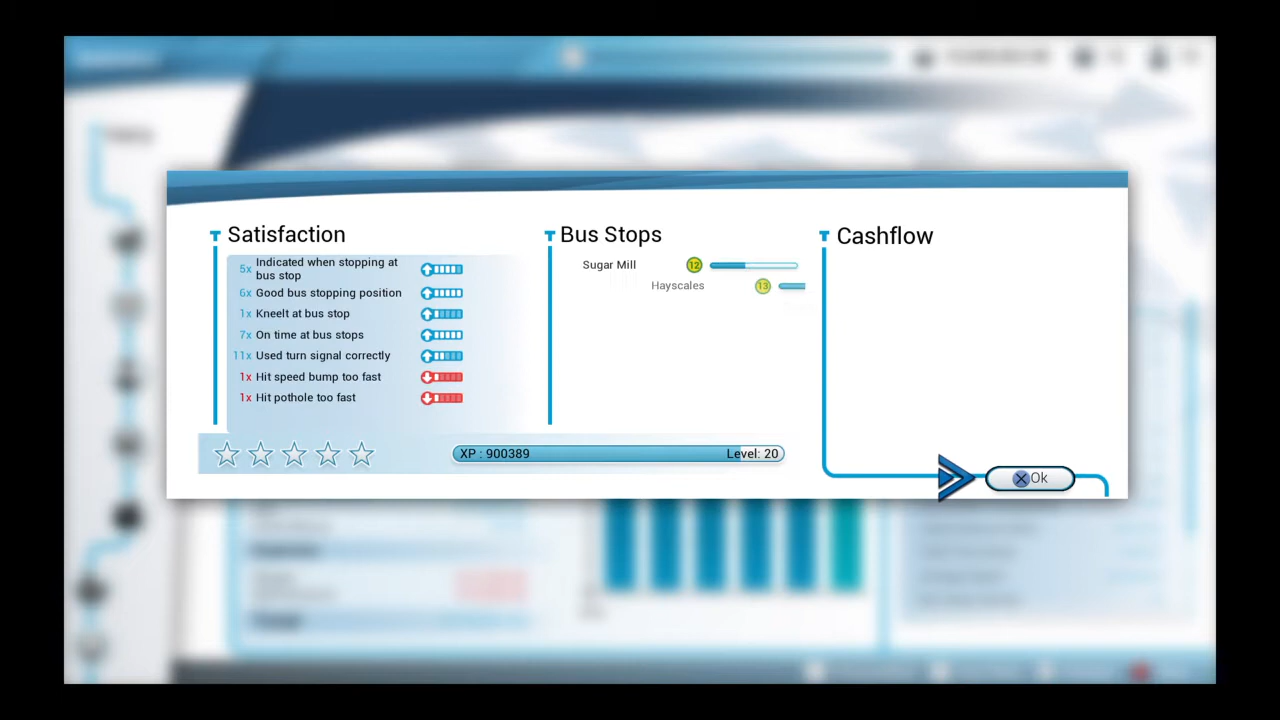 Satisfaction
5x Indicated when stopping at
bus stop
6x Good bus stopping position
1x Kneelt at bus stop
7x On time at bus stops
11x Used turn signal correctly
1x Hit speed bump too fast
1x Hit pothole too fast
Bus Stops
Sugar Mill 12
Hayscales 13
Cashflow
XP : 900389 Level: 20
Ok